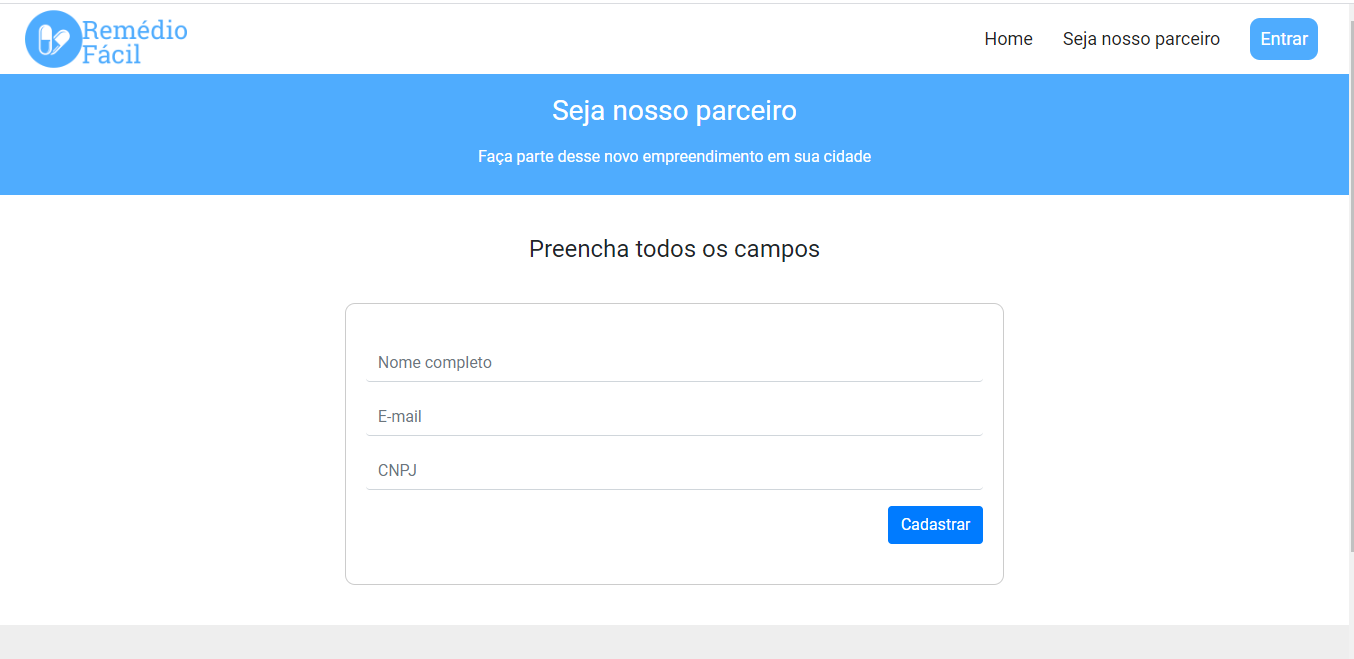 Remédio
Fácil
Home
Seja nosso parceiro
Entrar
Seja nosso parceiro
Faça parte desse novo empreendimento em sua cidade
Preencha todos os campos
Nome completo
E-mail
CNPJ
Cadastrar